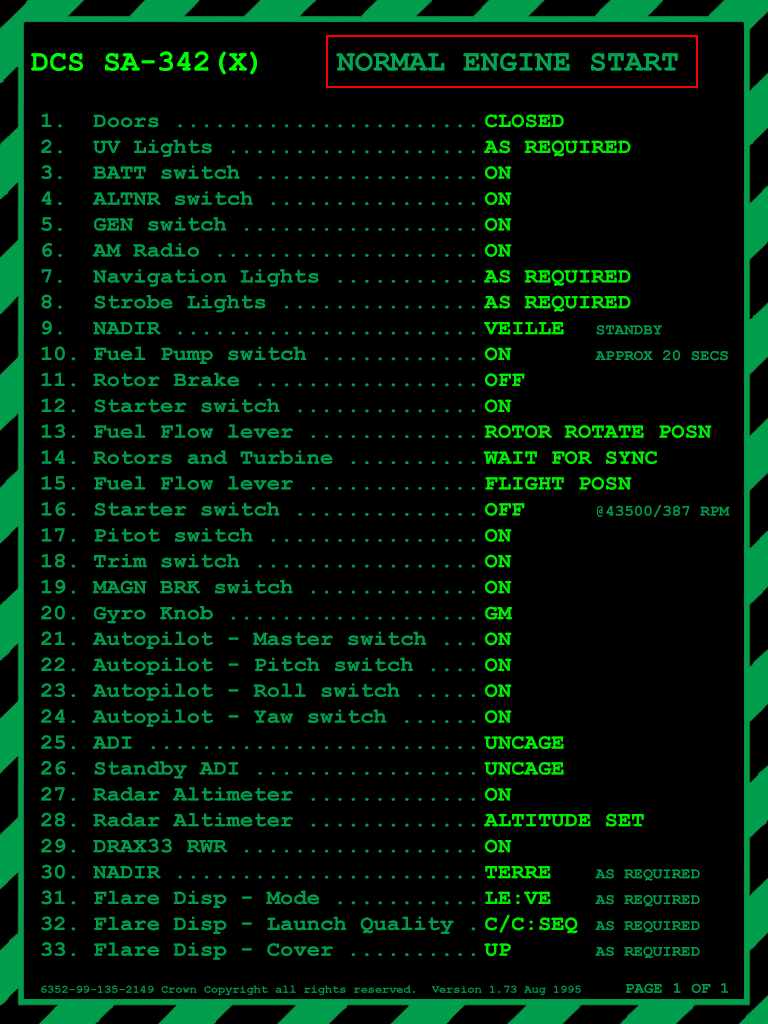 DCS SA-342(X) NORMAL ENGINE START
1. Doors ....................... CLOSED
2. UV Lights ................... AS REQUIRED
3. BATT switch ................. ON
4. ALTNR switch ................ ON
5. GEN switch .................. ON
6. AM Radio .................... ON
7. Navigation Lights ........... AS REQUIRED
8. Strobe Lights ............... AS REQUIRED
9. NADIR ....................... VEILLE STANDBY
10. Fuel Pump switch ............ ON APPROX 20 SECS
11. Rotor Brake ................. OFF
12. Starter switch .............. ON
13. Fuel Flow lever ............. ROTOR ROTATE POSN
14. Rotors and Turbine .......... WAIT FOR SYNC
15. Fuel Flow lever ............. FLIGHT POSN
16. Starter switch .............. OFF @43500/387 RPM
17. Pitot switch ................ ON
18. Trim switch ................. ON
19. MAGN BRK switch ............. ON
20. Gyro Knob ................... GM
21. Autopilot - Master switch ... ON
22. Autopilot - Pitch switch .... ON
23. Autopilot - Roll switch ..... ON
24. Autopilot - Yaw switch ...... ON
25. ADI ......................... UNCAGE
26. Standby ADI ................. UNCAGE
27. Radar Altimeter ............. ON
28. Radar Altimeter ............. ALTITUDE SET
29. DRAX33 RWR .................. ON
30. NADIR ....................... TERRE AS REQUIRED
31. Flare Disp - Mode ........... LE:VE AS REQUIRED
32. Flare Disp - Launch Quality . C/C:SEQ AS REQUIRED
33. Flare Disp - Cover .......... UP AS REQUIRED
6352-99-135-2149 Crown Copyright all rights reserved. Version 1.73 Aug 1995 PAGE 1 OF 1